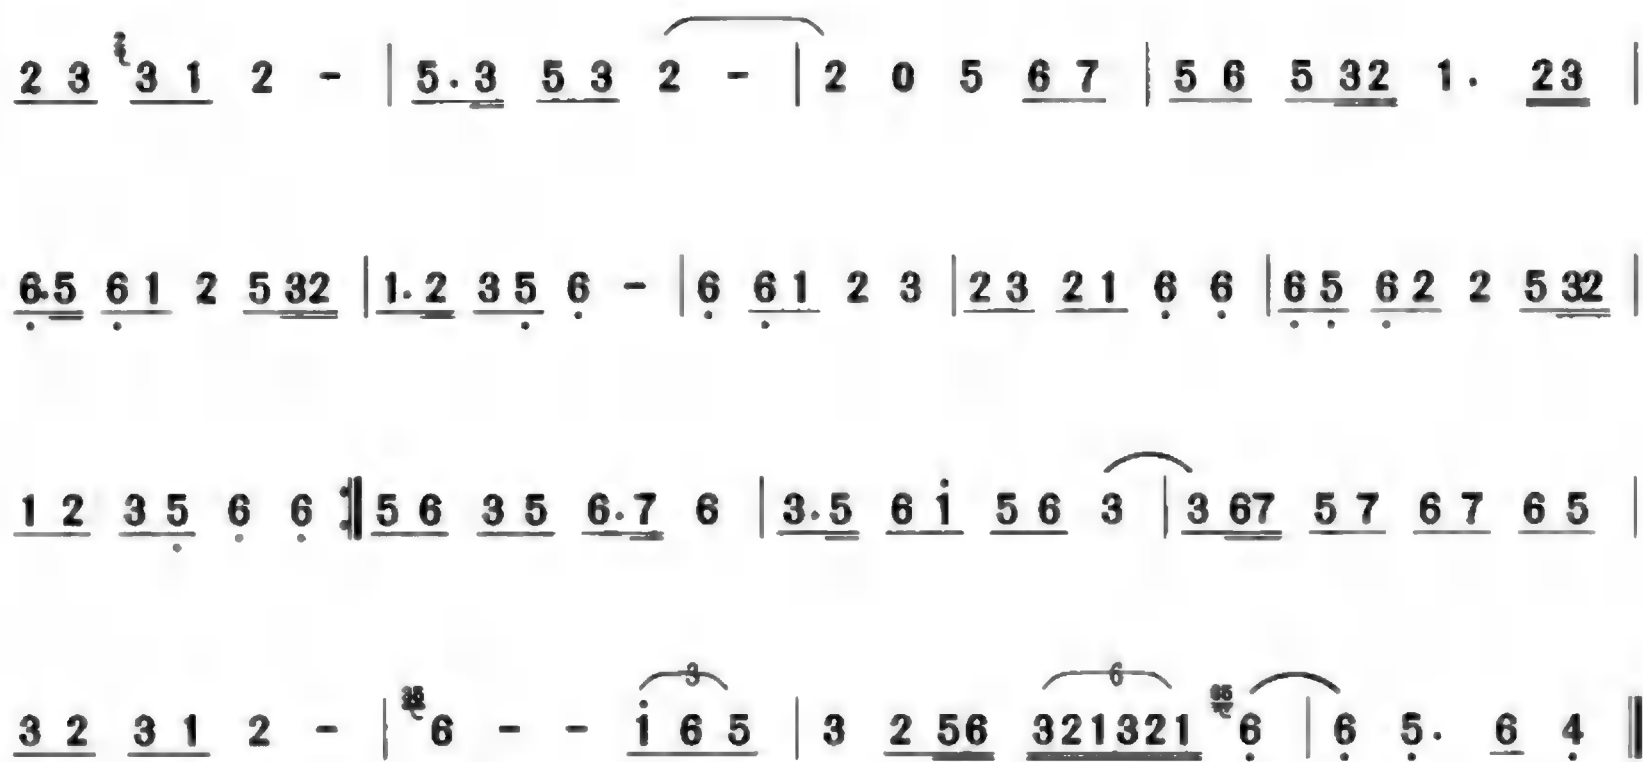 2 3 3 1 2 - | 5. 3 5 3 2 - | 2 0 5 6 7 | 5 6 5 32 1. 23 |
6. 5 6 1 2 5 32 | 1. 2 3 5 6 - | 6 6 1 2 3 | 2 3 2 1 6 6 | 6 5 6 2 2 5 32 |
1 2 3 5 6 6 :|| 5 6 3 5 6. 7 6 | 3. 5 6 i 5 6 3 | 3 67 5 7 6 7 6 5 |
3 2 3 1 2 - | 35 6 - - 3 i 6 5 | 3 2 56 6 321321 6 | 6 5. 6 4 ||